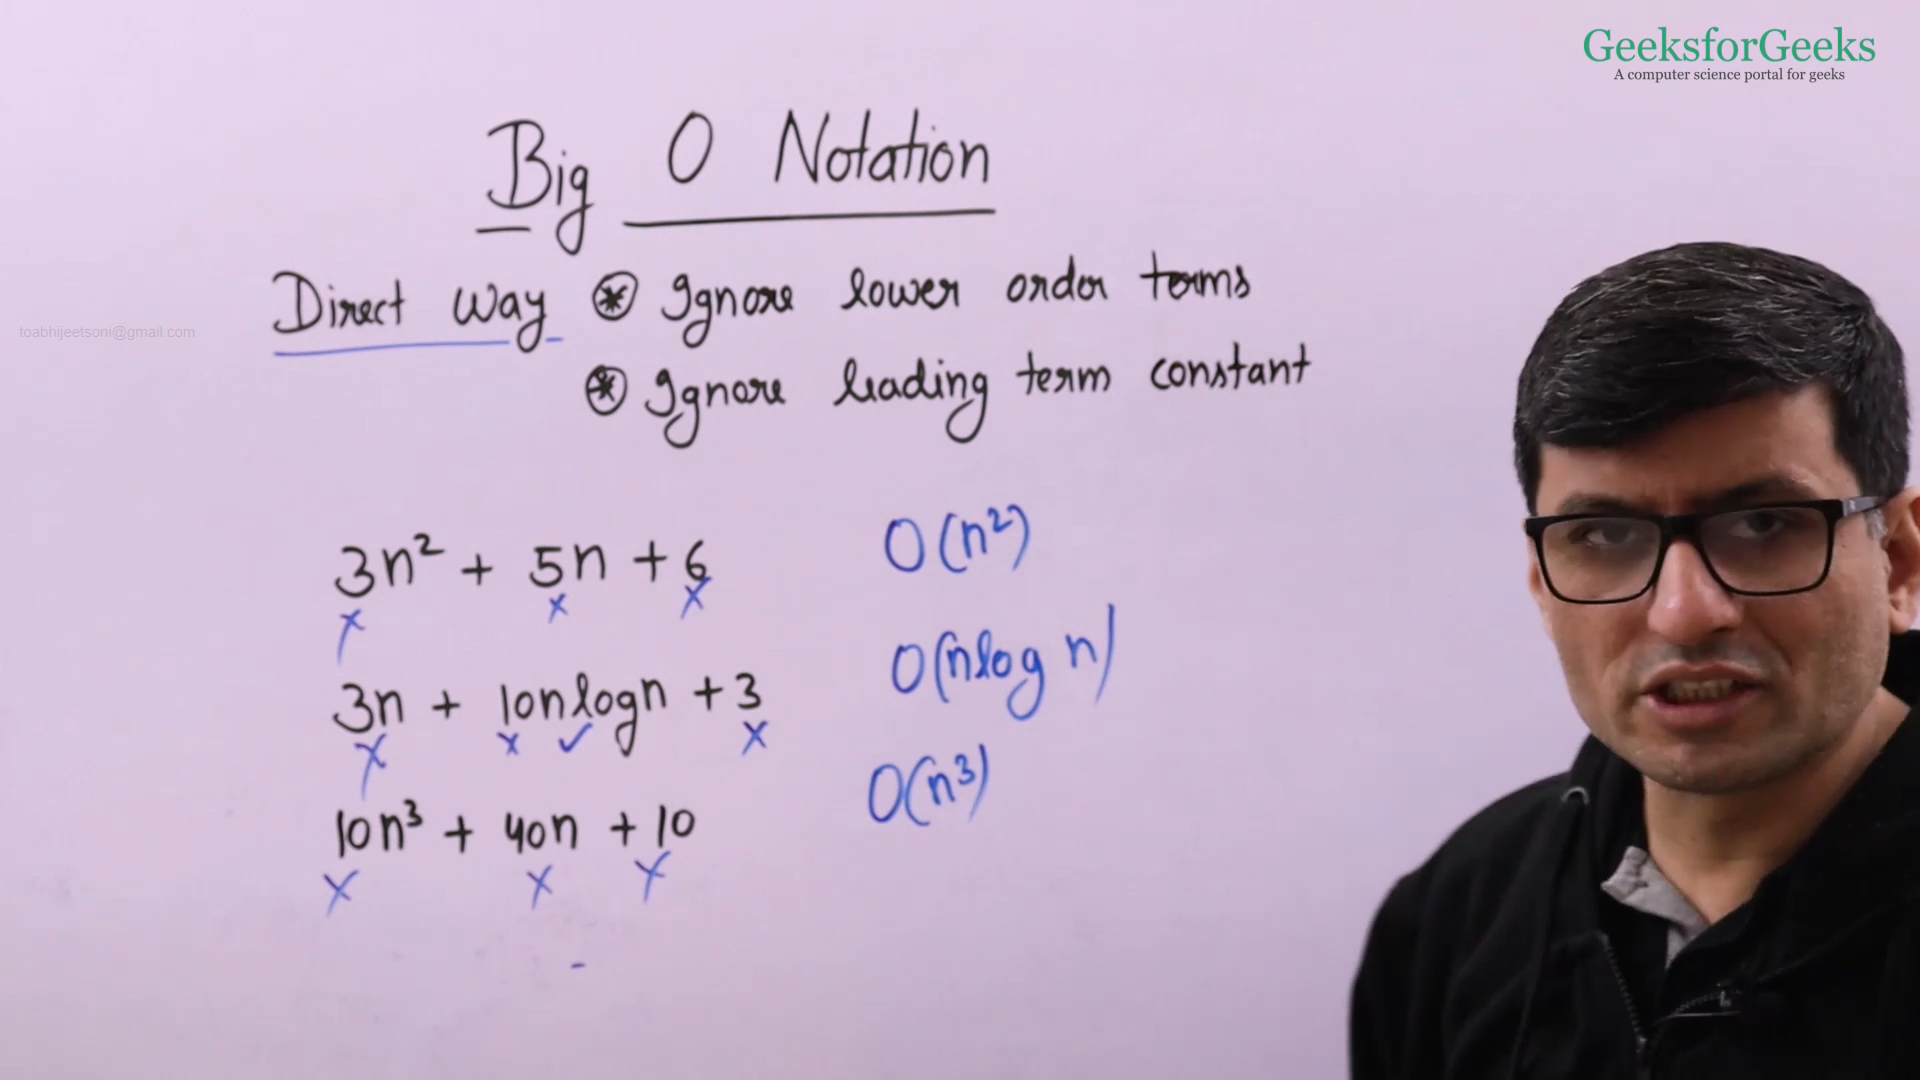 GeeksforGeeks
A computer science portal for geeks
Big O Notation
Direct Way * Ignore lower order terms
* Ignore leading term constant
toabhijeetsoni@gmail.com
3n² + 5n + 6 O(n²)
3n + 10nlogn + 3 O(nlog n)
10n³ + 40n + 10 O(n³)